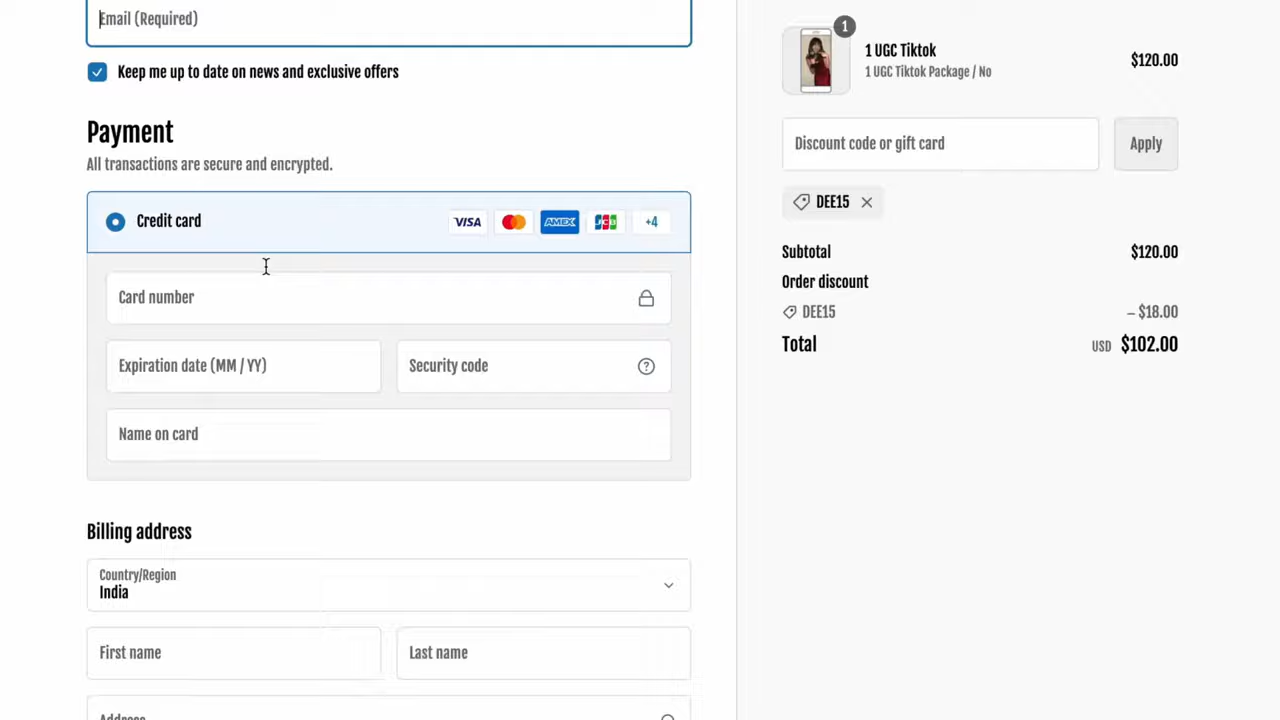 Email (Required)
Keep me up to date on news and exclusive offers
Payment
All transactions are secure and encrypted.
Credit card
VISA
AMEX
JCB
+4
Card number
Expiration date (MM / YY)
Security code
Name on card
Billing address
Country/Region
India
First name
Last name
Address
1
1 UGC Tiktok
$120.00
1 UGC Tiktok Package / No
Discount code or gift card
Apply
DEE15
Subtotal
$120.00
Order discount
DEE15
– $18.00
Total
USD $102.00